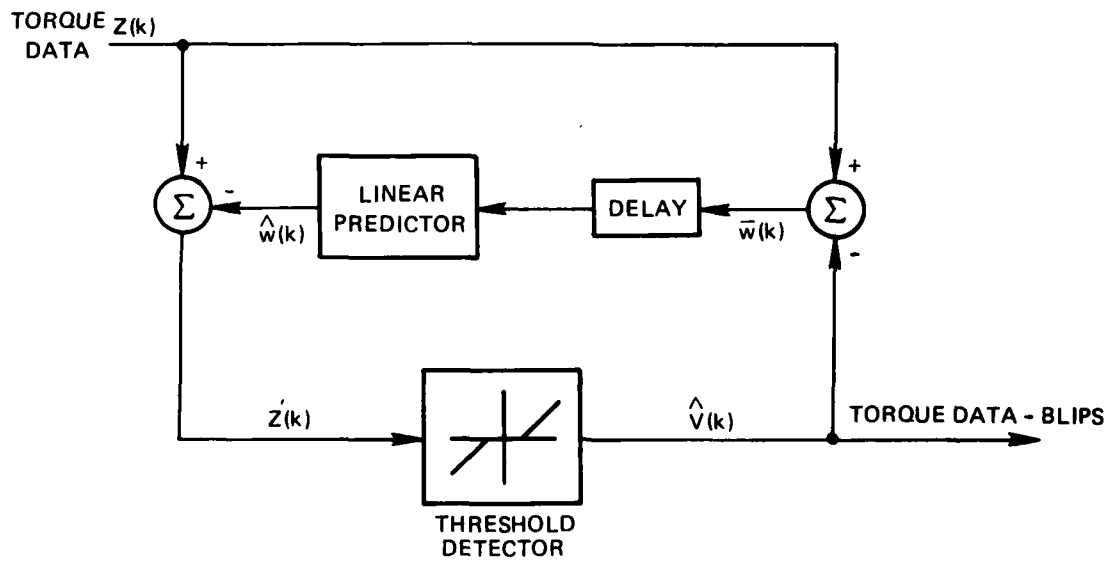 TORQUE Z(k)
DATA
+
+
Σ
-
LINEAR
PREDICTOR
DELAY
Σ
ŵ(k)
w̄(k)
-
Z'(k)
V̂(k)
TORQUE DATA - BLIPS
THRESHOLD
DETECTOR